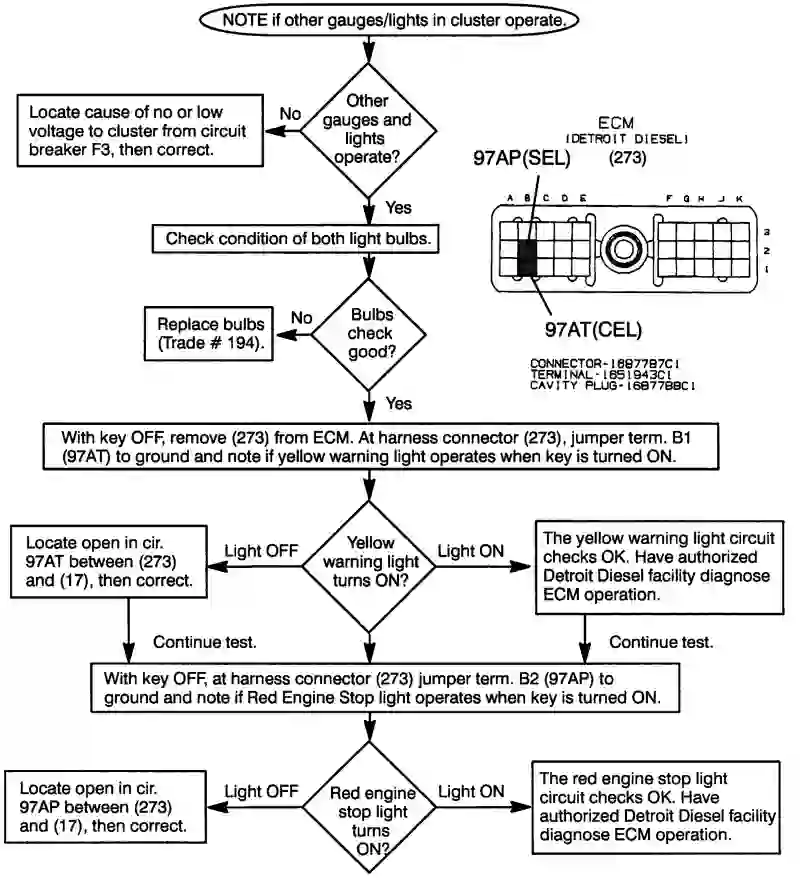 NOTE if other gauges/lights in cluster operate.
Other
gauges and
lights
operate?
No
Locate cause of no or low
voltage to cluster from circuit
breaker F3, then correct.
Yes
ECM
(DETROIT DIESEL)
(273)
97AP(SEL)
A B C D E
F G H J K
3
2
1
97AT(CEL)
CONNECTOR-1687787C1
TERMINAL-1651943C1
CAVITY PLUG-1687788C1
Check condition of both light bulbs.
Bulbs
check
good?
No
Replace bulbs
(Trade # 194).
Yes
With key OFF, remove (273) from ECM. At harness connector (273), jumper term. B1
(97AT) to ground and note if yellow warning light operates when key is turned ON.
Yellow
warning light
turns ON?
Light OFF
Locate open in cir.
97AT between (273)
and (17), then correct.
Light ON
The yellow warning light circuit
checks OK. Have authorized
Detroit Diesel facility diagnose
ECM operation.
Continue test.
Continue test.
With key OFF, at harness connector (273) jumper term. B2 (97AP) to
ground and note if Red Engine Stop light operates when key is turned ON.
Red engine
stop light
turns
ON?
Light OFF
Locate open in cir.
97AP between (273)
and (17), then correct.
Light ON
The red engine stop light
circuit checks OK. Have
authorized Detroit Diesel facility
diagnose ECM operation.